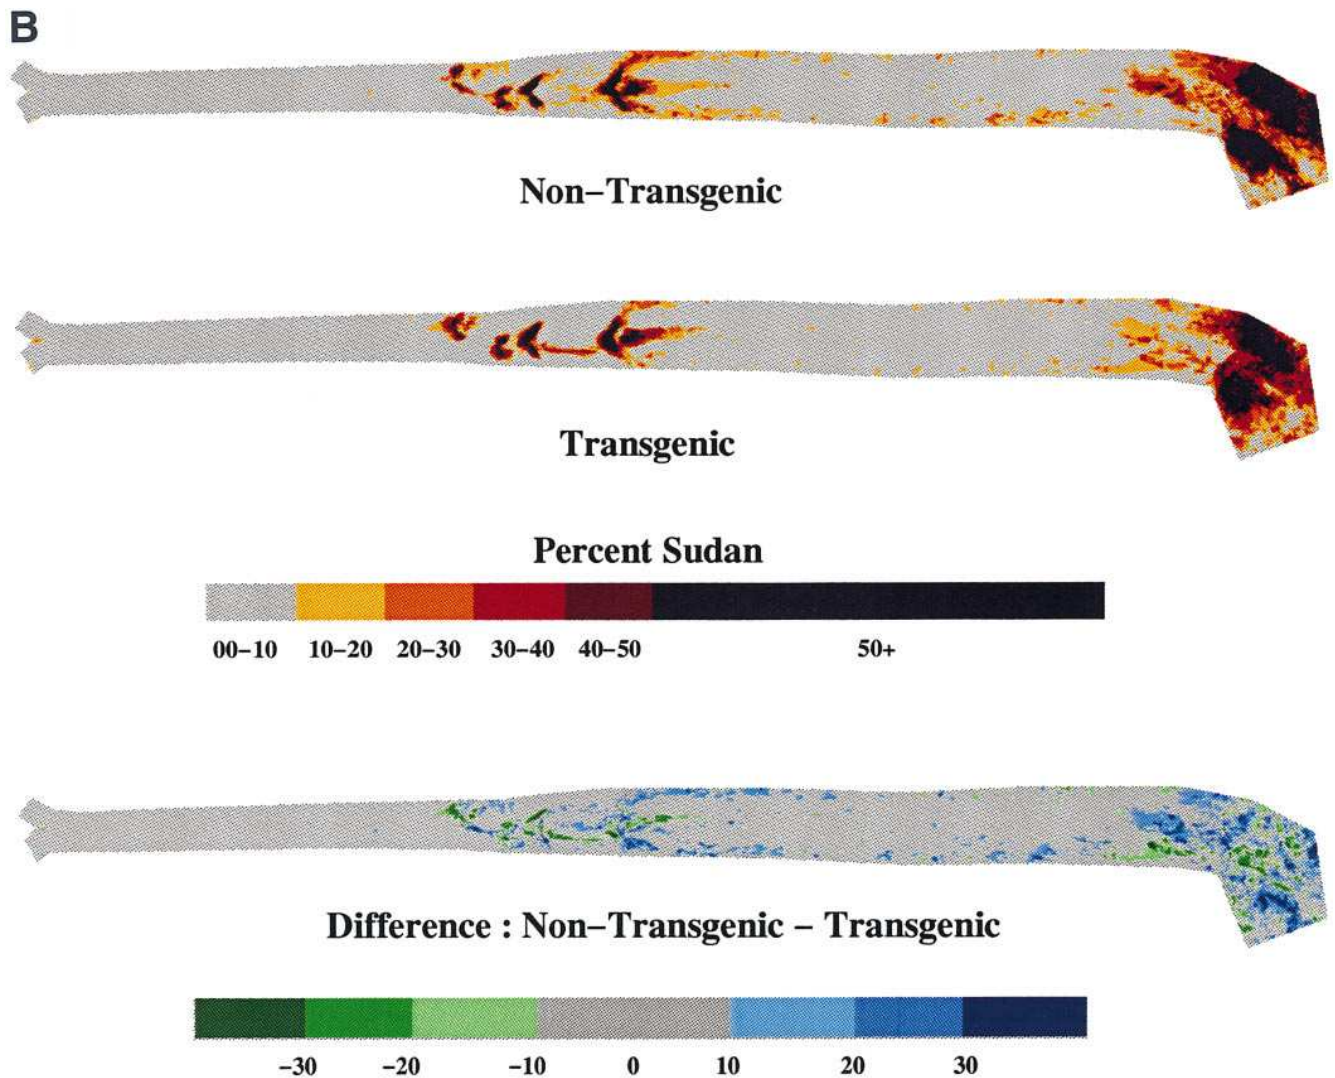 B
Non−Transgenic
Transgenic
Percent Sudan
00−10 10−20 20−30 30−40 40−50 50+
Difference : Non−Transgenic − Transgenic
−30 −20 −10 0 10 20 30